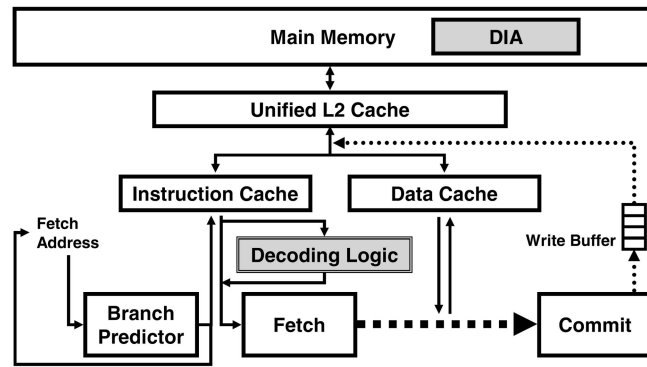 Main Memory
DIA
Unified L2 Cache
Instruction Cache
Data Cache
Fetch
Address
Decoding Logic
Write Buffer
Branch
Predictor
Fetch
Commit